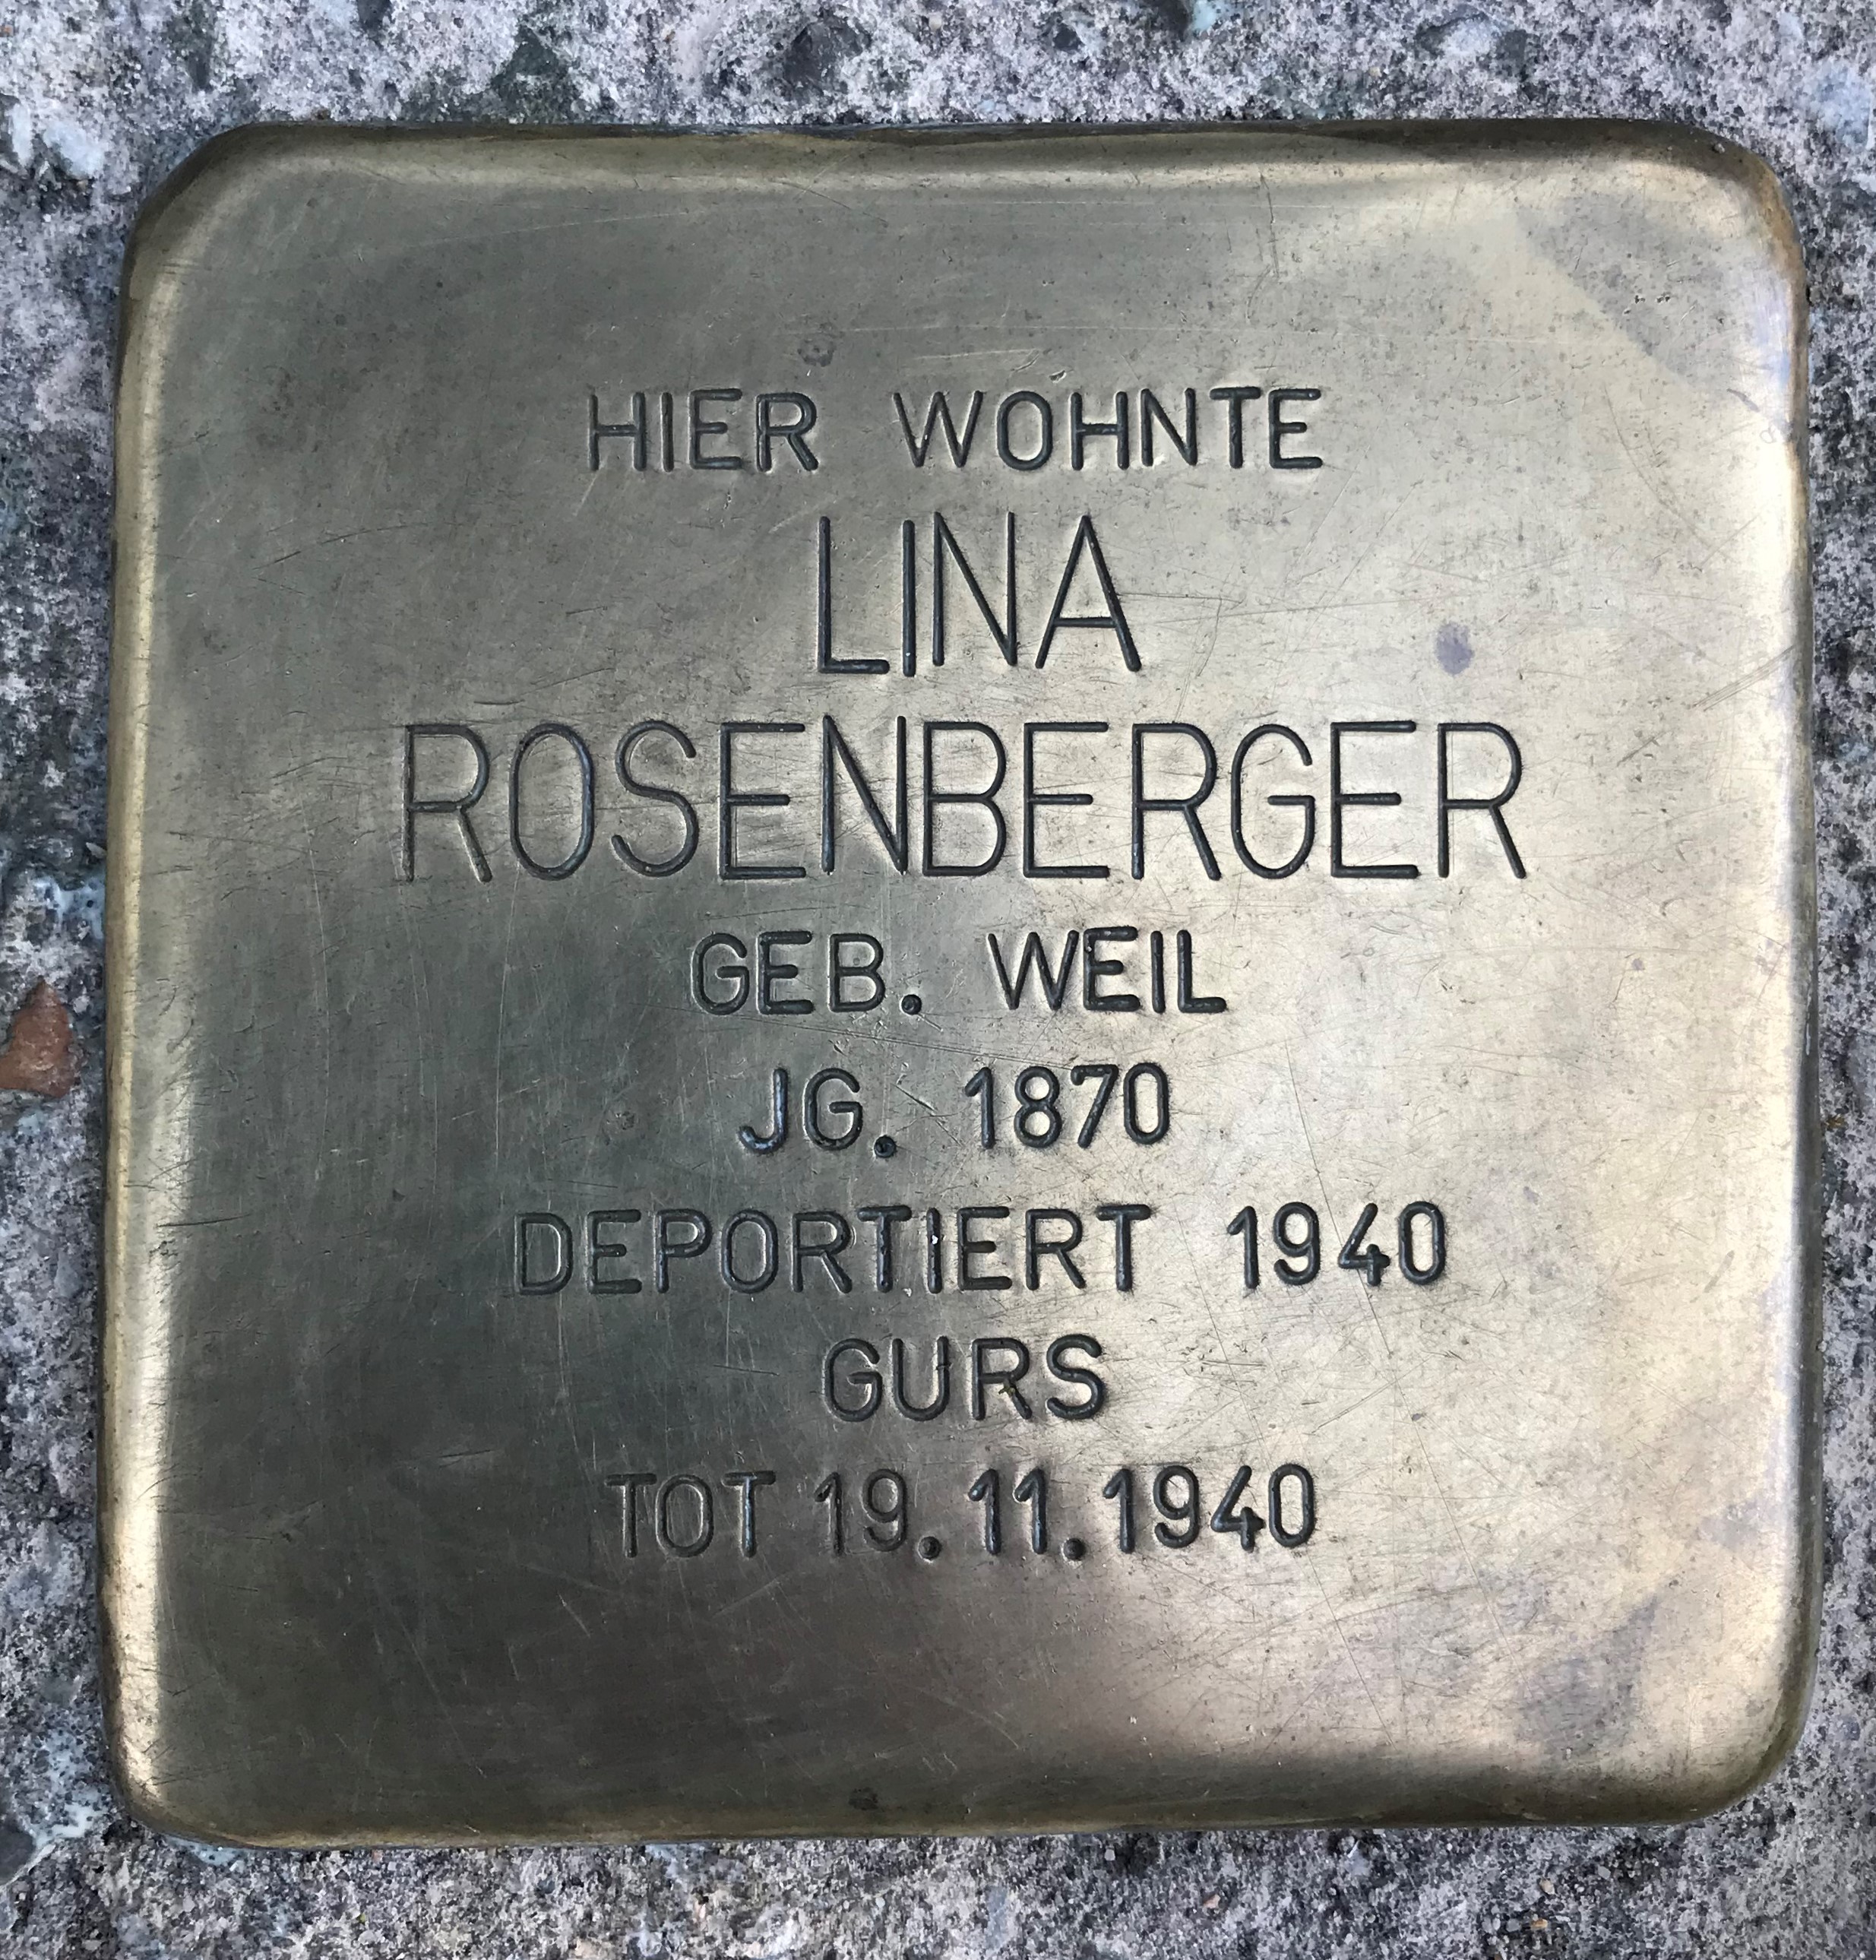 HIER WOHNTE
LINA
ROSENBERGER
GEB. WEIL
JG. 1870
DEPORTIERT 1940
GURS
TOT 19.11.1940